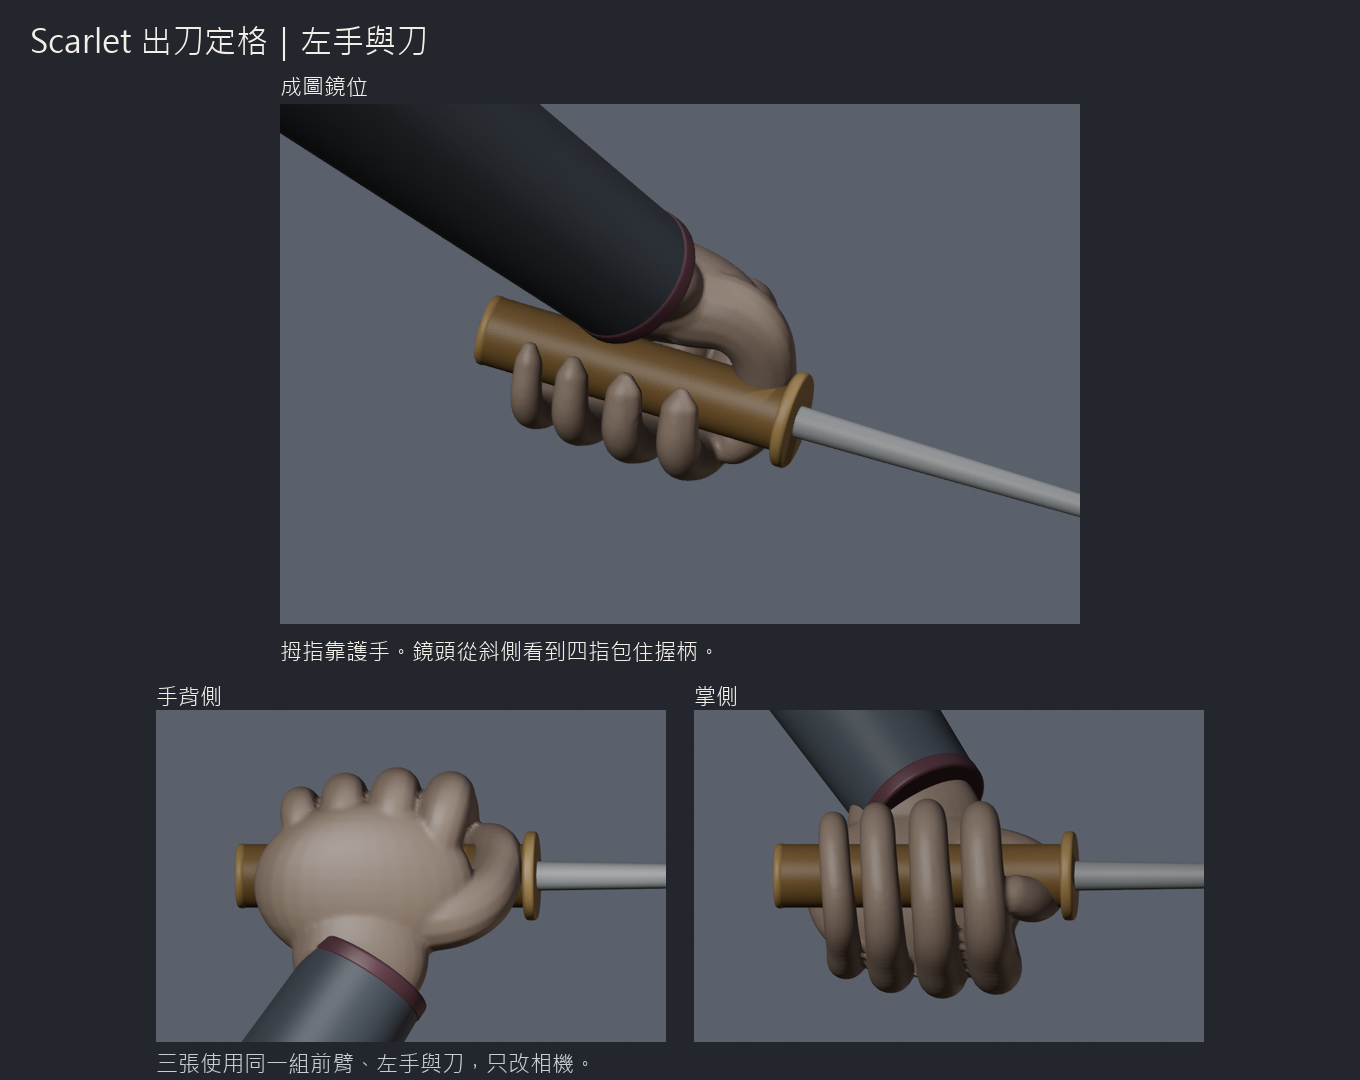 Scarlet 出刀定格｜左手與刀
成圖鏡位
拇指靠護手。鏡頭從斜側看到四指包住握柄。
手背側
掌側
三張使用同一組前臂、左手與刀，只改相機。